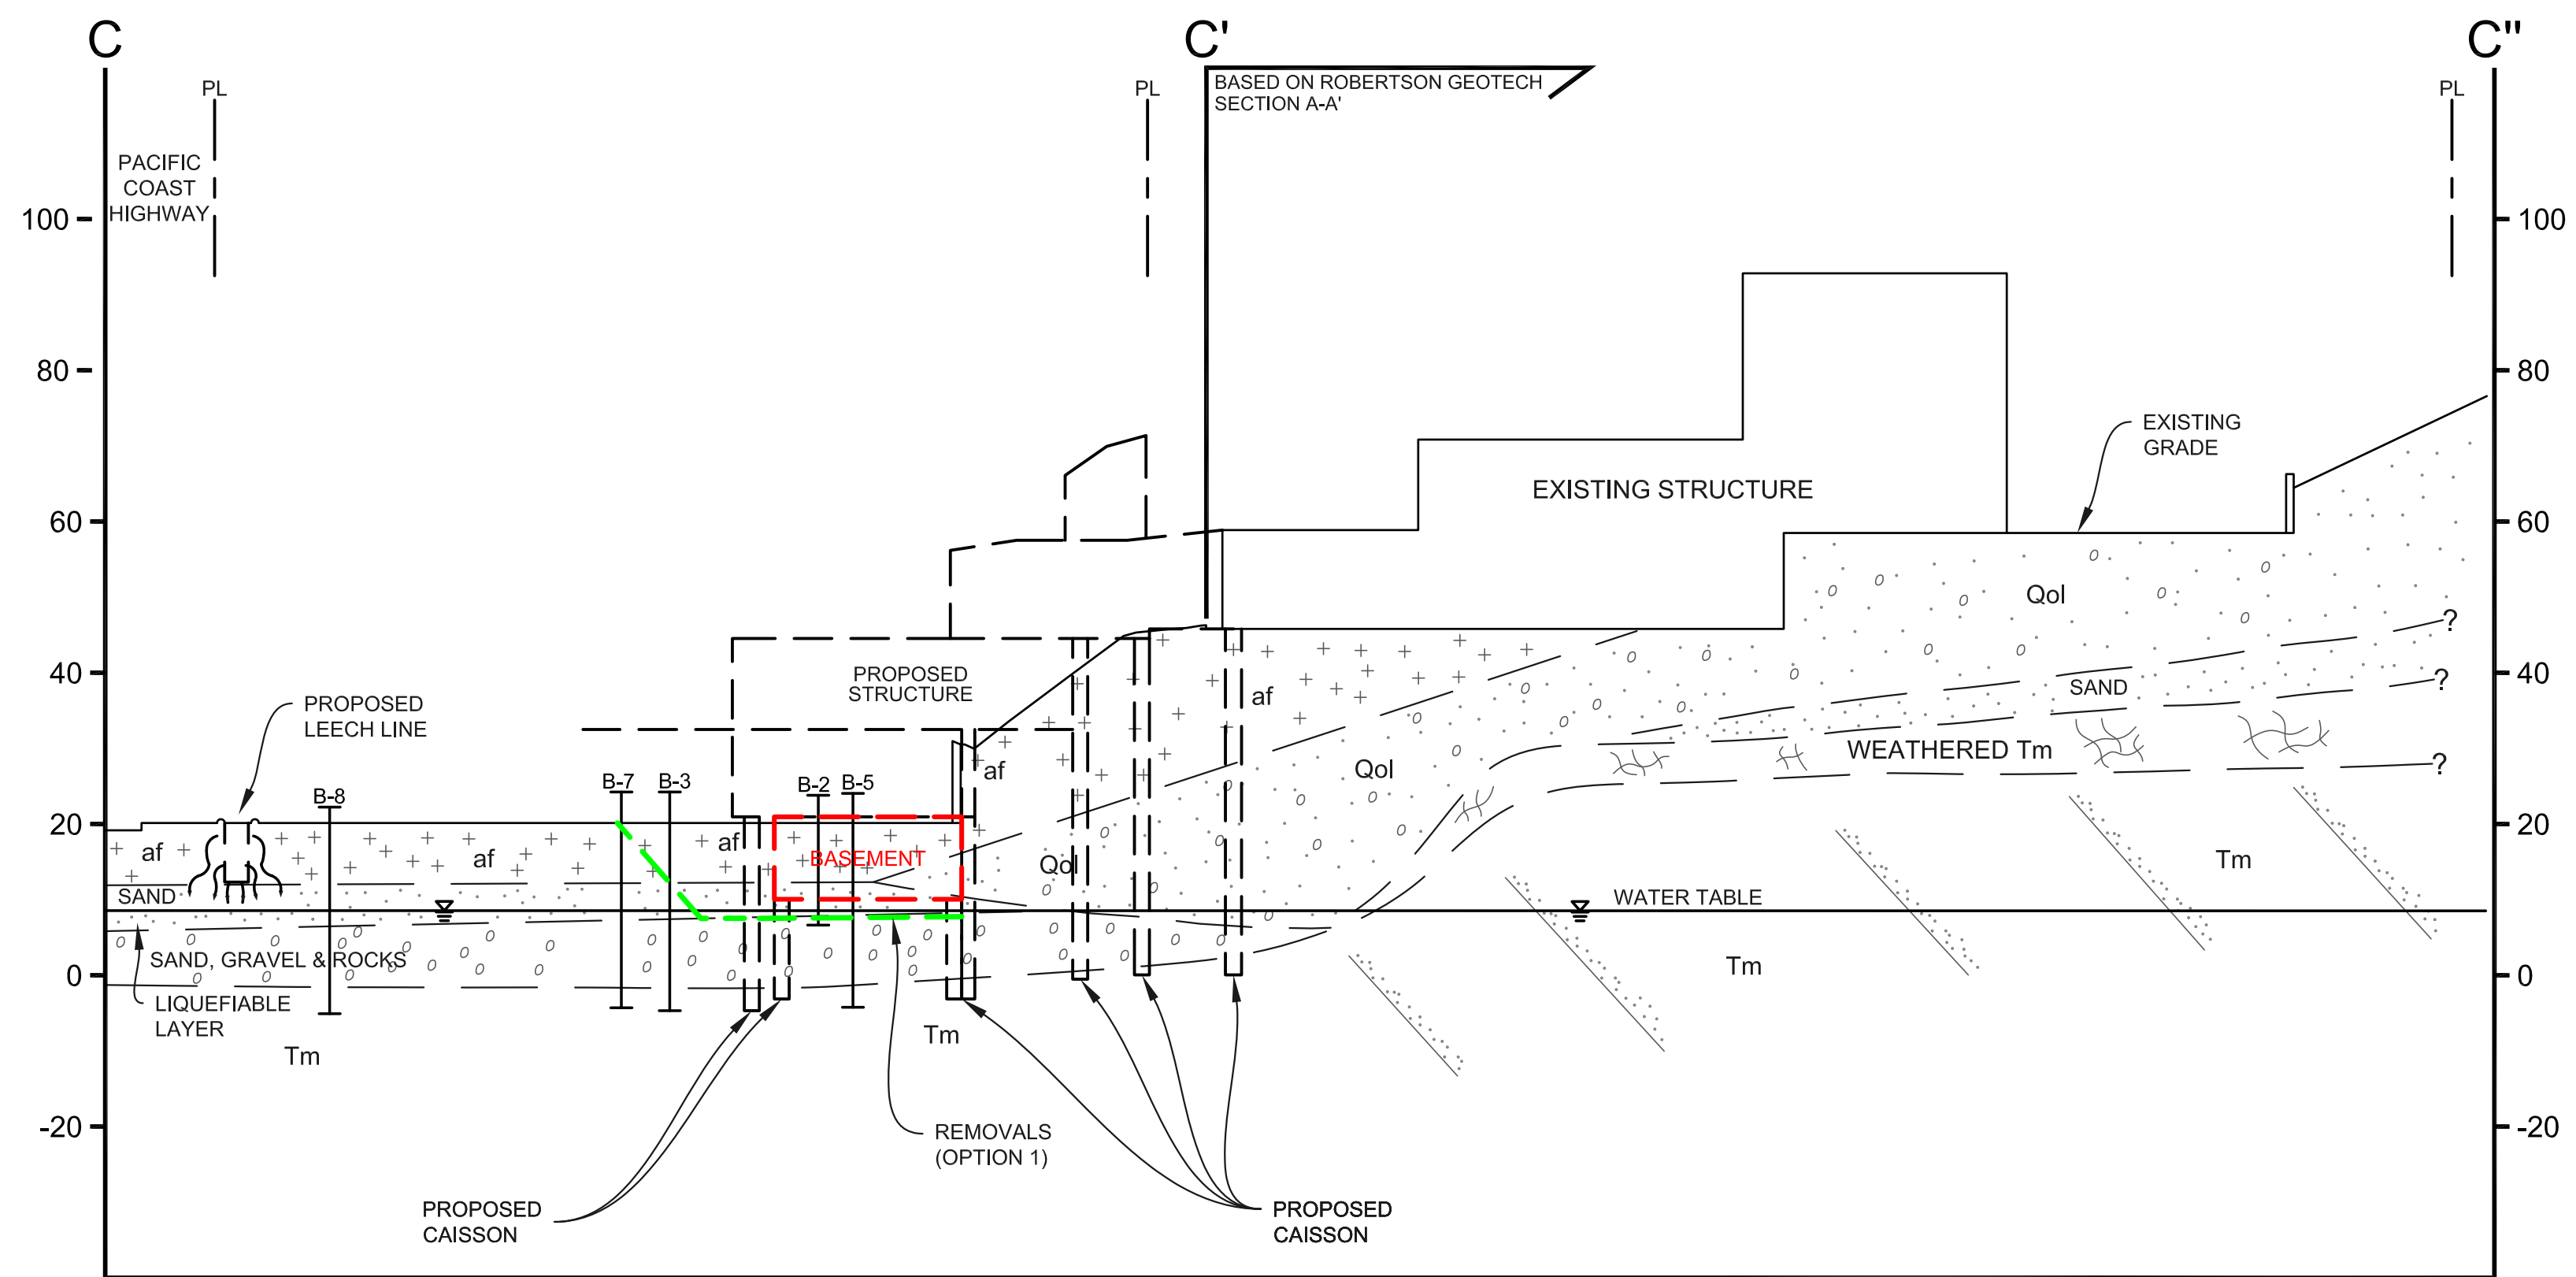 C
C'
C"
PL
PL
PL
BASED ON ROBERTSON GEOTECH
SECTION A-A'
PACIFIC
COAST
HIGHWAY
100
100
80
80
60
60
40
40
20
20
0
0
-20
-20
EXISTING
GRADE
EXISTING STRUCTURE
Qol
?
?
?
SAND
WEATHERED Tm
PROPOSED
STRUCTURE
PROPOSED
LEECH LINE
af
af
Qol
B-8
B-7
B-3
B-2
B-5
af
af
af
BASEMENT
Qol
Tm
SAND
WATER TABLE
SAND, GRAVEL & ROCKS
Tm
LIQUEFIABLE
LAYER
Tm
Tm
REMOVALS
(OPTION 1)
PROPOSED
CAISSON
PROPOSED
CAISSON